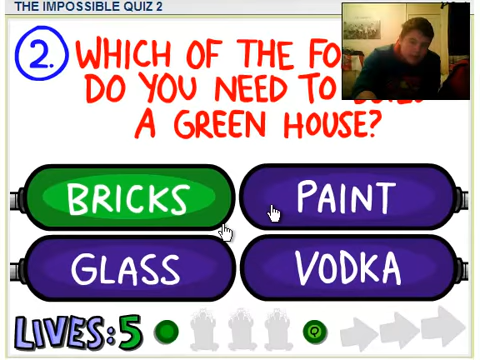 THE IMPOSSIBLE QUIZ 2
2. WHICH OF THE
DO YOU NEED TO
A GREEN HOUSE?
BRICKS
PAINT
GLASS
VODKA
LIVES: 5